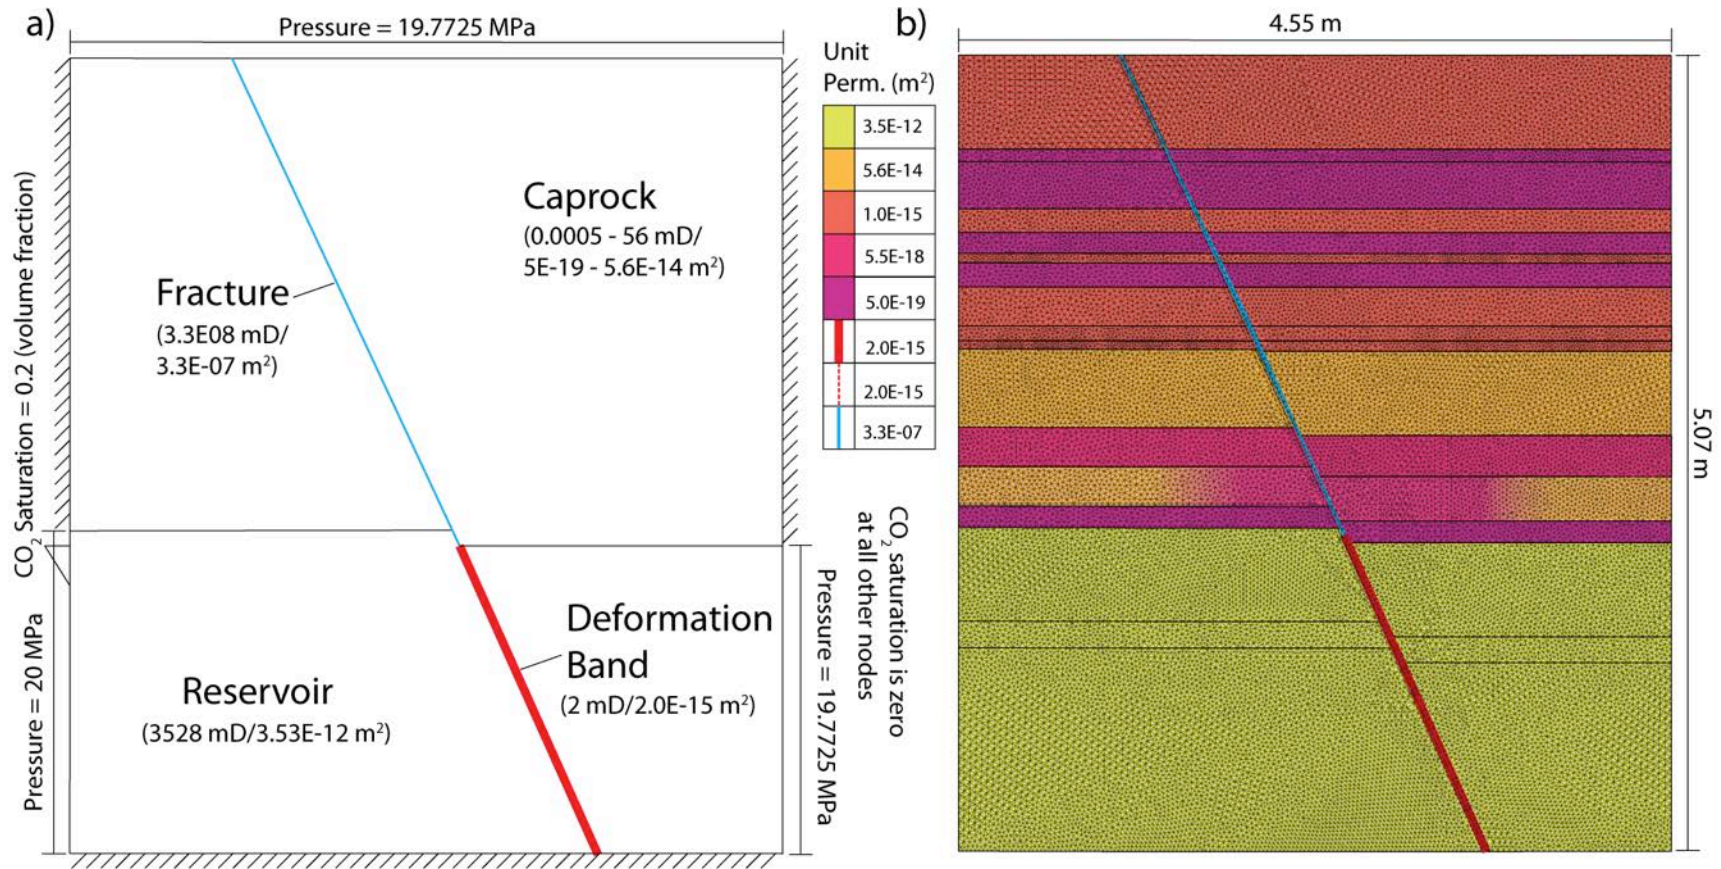 a)
Pressure = 19.7725 MPa
Caprock
(0.0005 - 56 mD/
5E-19 - 5.6E-14 m²)
Fracture
(3.3E08 mD/
3.3E-07 m²)
CO₂ Saturation = 0.2 (volume fraction)
Pressure = 20 MPa
Reservoir
(3528 mD/3.53E-12 m²)
Deformation
Band
(2 mD/2.0E-15 m²)
Pressure = 19.7725 MPa
Unit
Perm. (m²)
3.5E-12
5.6E-14
1.0E-15
5.5E-18
5.0E-19
2.0E-15
2.0E-15
3.3E-07
CO₂ saturation is zero
at all other nodes
b)
4.55 m
5.07 m